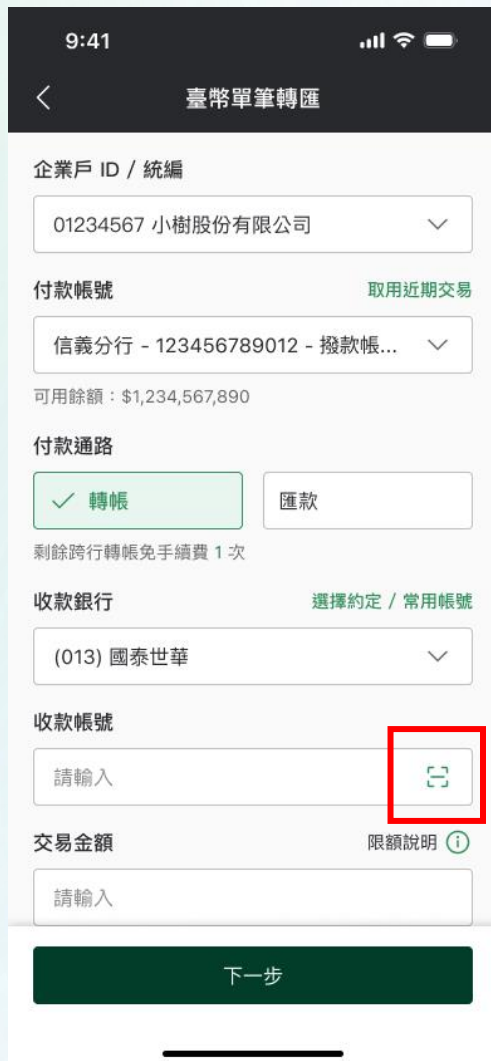 9:41
臺幣單筆轉匯
企業戶 ID / 統編
01234567 小樹股份有限公司
付款帳號 取用近期交易
信義分行 - 123456789012 - 撥款帳...
可用餘額：$1,234,567,890
付款通路
轉帳 匯款
剩餘跨行轉帳免手續費 1 次
收款銀行 選擇約定 / 常用帳號
(013) 國泰世華
收款帳號
請輸入
交易金額 限額說明
請輸入
下一步